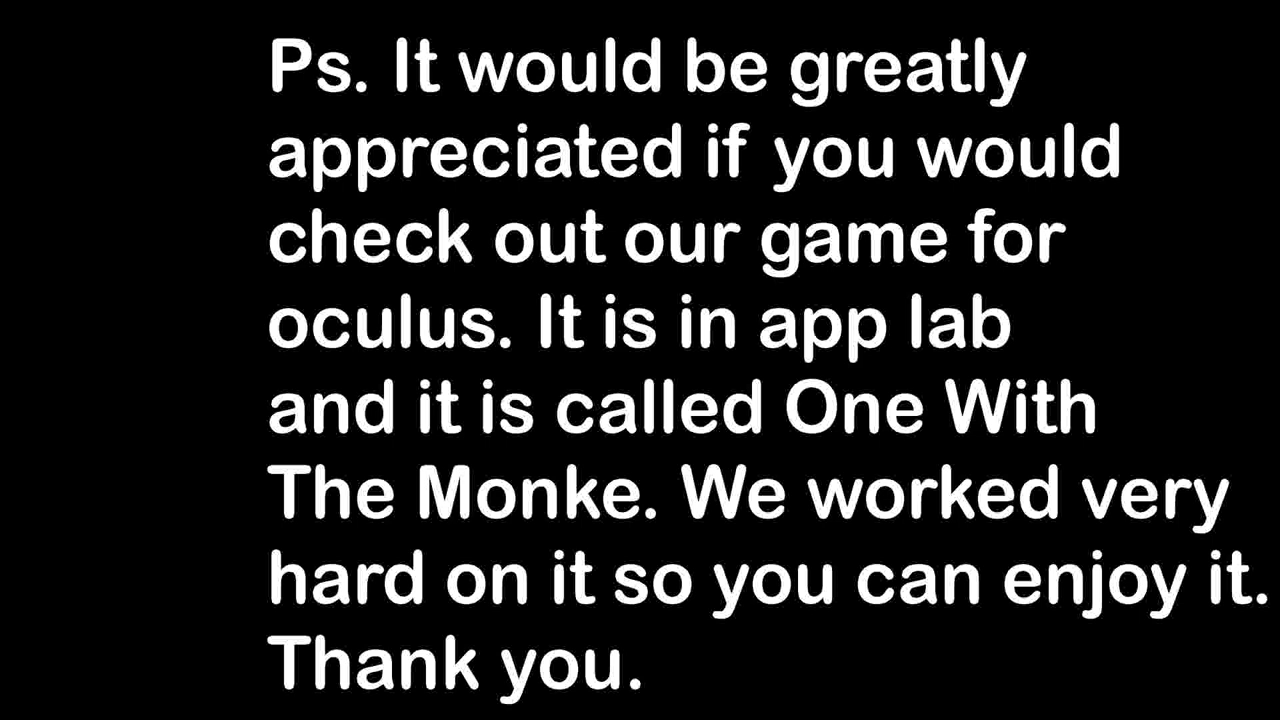 Ps. It would be greatly
appreciated if you would
check out our game for
oculus. It is in app lab
and it is called One With
The Monke. We worked very
hard on it so you can enjoy it.
Thank you.